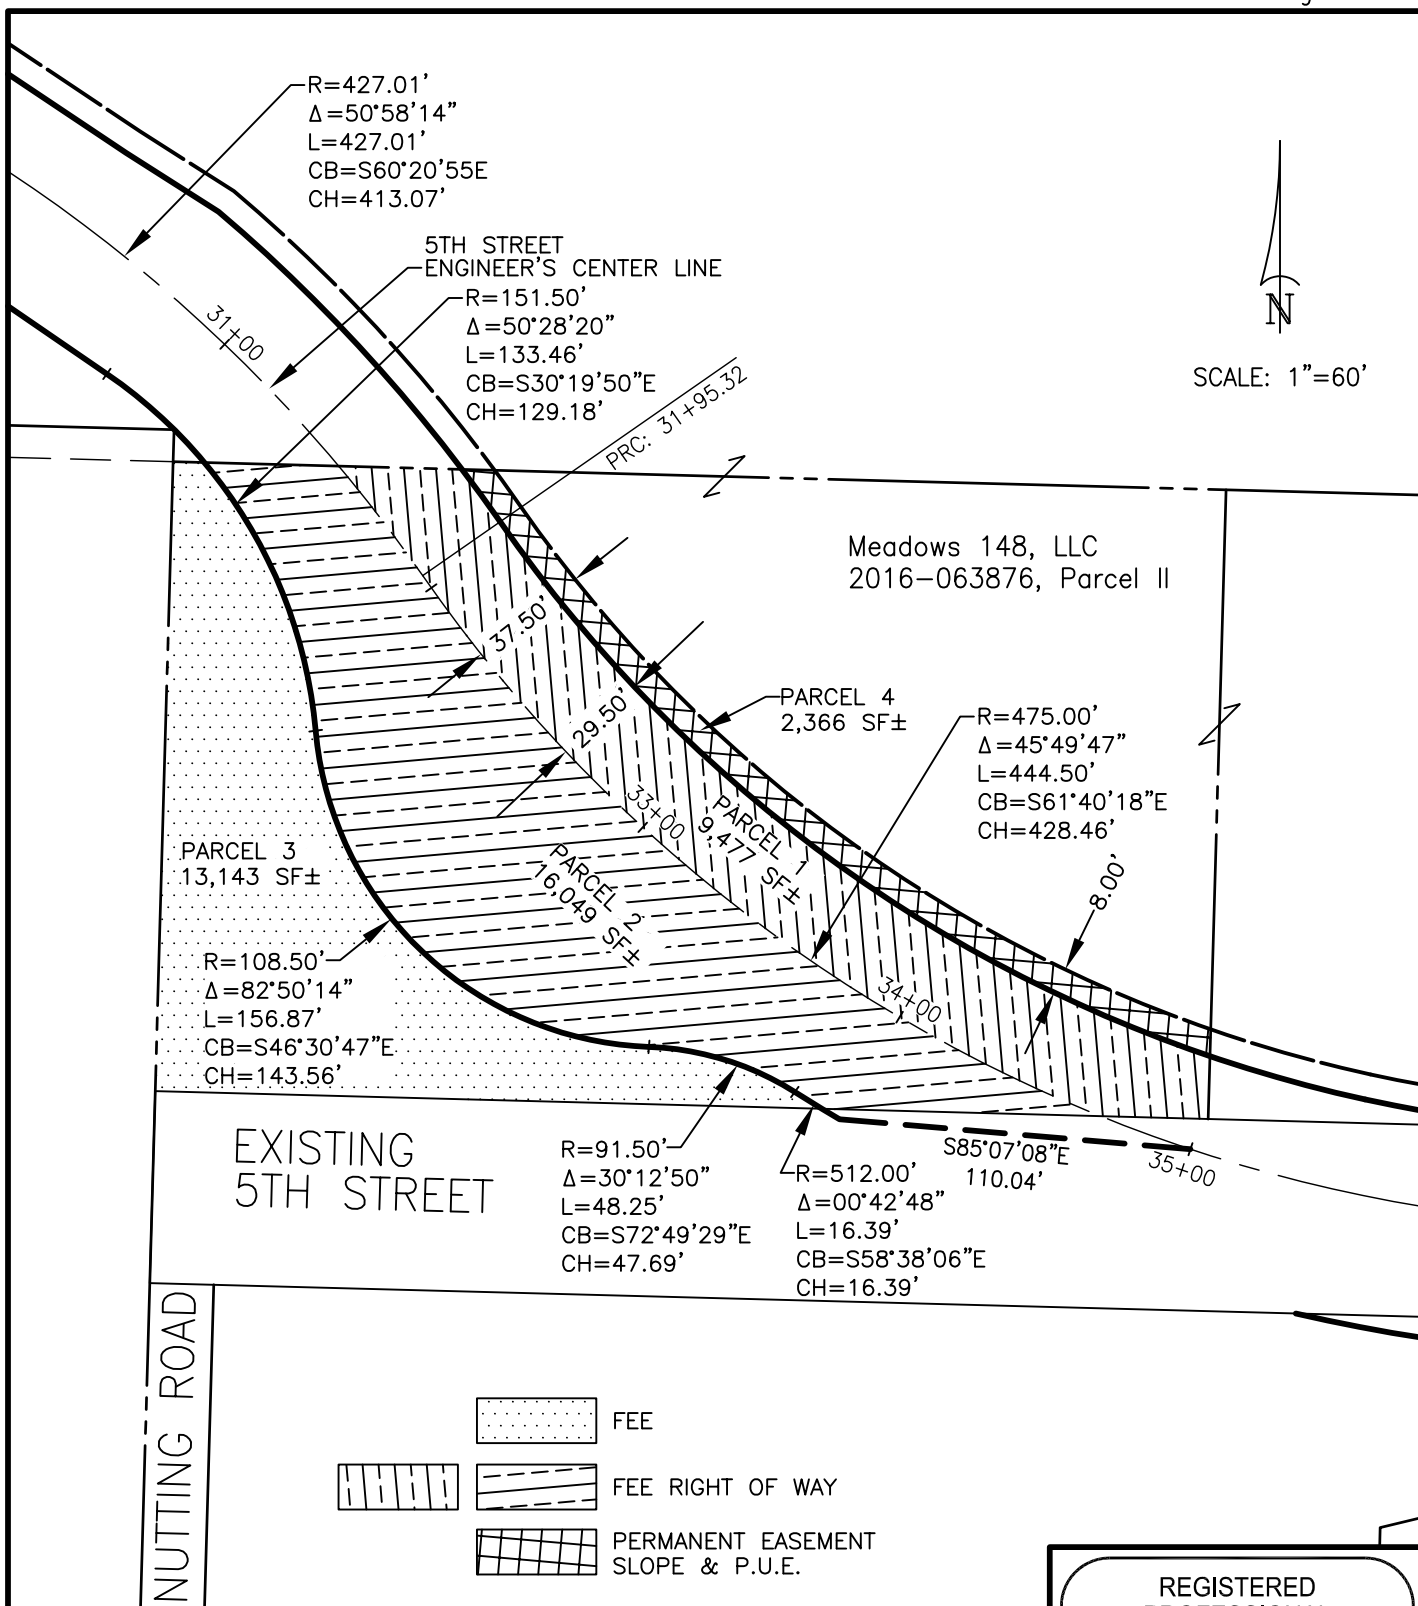 R=427.01'
Δ=50°58'14"
L=427.01'
CB=S60°20'55E
CH=413.07'
5TH STREET
ENGINEER'S CENTER LINE
R=151.50'
Δ=50°28'20"
L=133.46'
CB=S30°19'50"E
CH=129.18'
31+00
PRC: 31+95.32
N
SCALE: 1"=60'
Meadows 148, LLC
2016-063876, Parcel II
37.50'
29.50'
PARCEL 4
2,366 SF±
R=475.00'
Δ=45°49'47"
L=444.50'
CB=S61°40'18"E
CH=428.46'
33+00
PARCEL 1
9,477 SF±
8.00'
PARCEL 3
13,143 SF±
PARCEL 2
16,049 SF±
R=108.50'
Δ=82°50'14"
L=156.87'
CB=S46°30'47"E
CH=143.56'
34+00
EXISTING
5TH STREET
R=91.50'
Δ=30°12'50"
L=48.25'
CB=S72°49'29"E
CH=47.69'
R=512.00'
Δ=00°42'48"
L=16.39'
CB=S58°38'06"E
CH=16.39'
S85°07'08"E
110.04'
35+00
NUTTING ROAD
FEE
FEE RIGHT OF WAY
PERMANENT EASEMENT
SLOPE & P.U.E.
REGISTERED